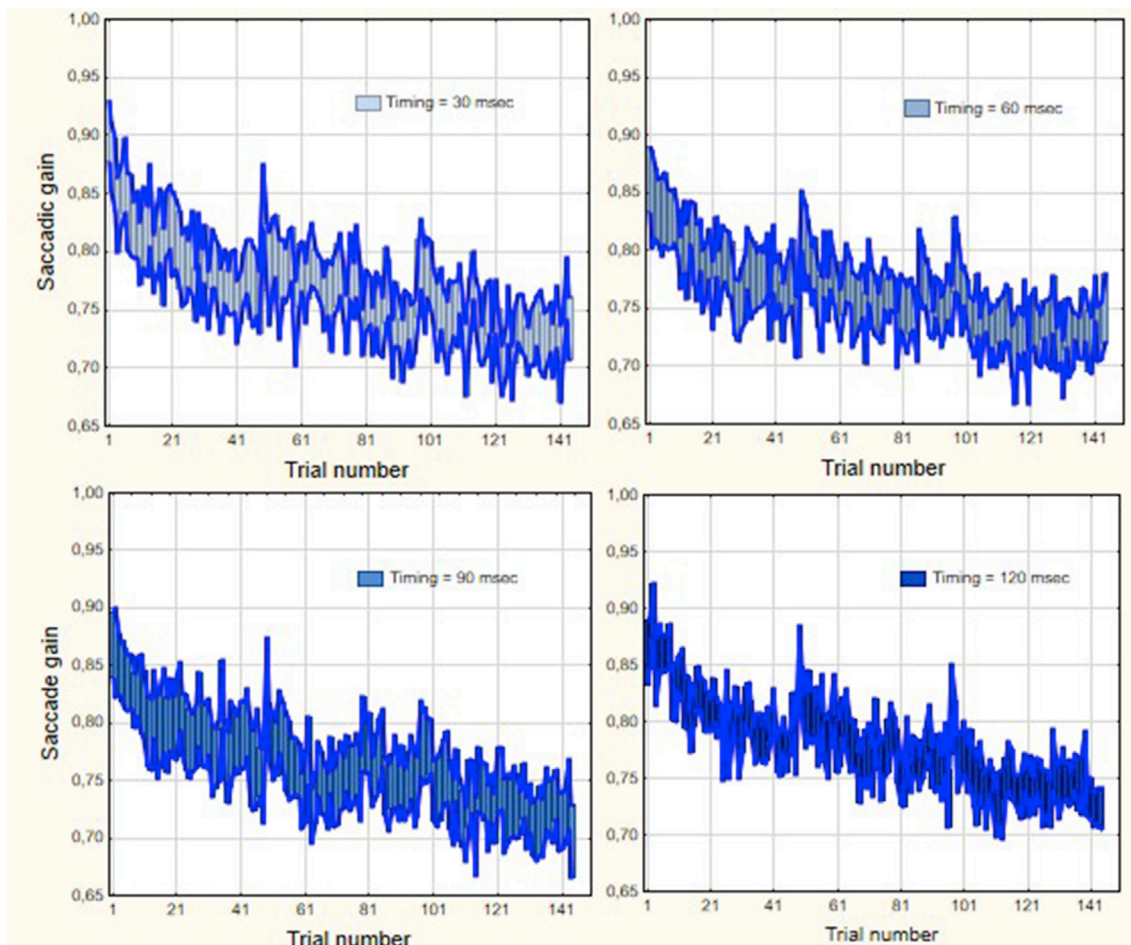 1,00
0,95
0,90
0,85
0,80
0,75
0,70
0,65
Saccadic gain
Timing = 30 msec
1 21 41 61 81 101 121 141
Trial number
1,00
0,95
0,90
0,85
0,80
0,75
0,70
0,65
Timing = 60 msec
1 21 41 61 81 101 121 141
Trial number
1,00
0,95
0,90
0,85
0,80
0,75
0,70
0,65
Saccade gain
Timing = 90 msec
1 21 41 61 81 101 121 141
Trial number
1,00
0,95
0,90
0,85
0,80
0,75
0,70
0,65
Timing = 120 msec
1 21 41 61 81 101 121 141
Trial number